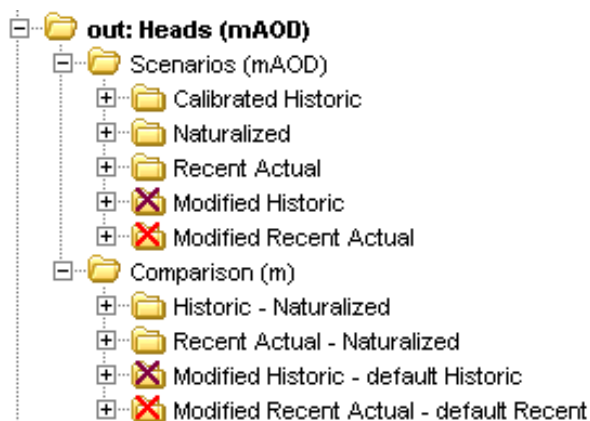 out: Heads (mAOD)
Scenarios (mAOD)
Calibrated Historic
Naturalized
Recent Actual
Modified Historic
Modified Recent Actual
Comparison (m)
Historic - Naturalized
Recent Actual - Naturalized
Modified Historic - default Historic
Modified Recent Actual - default Recent